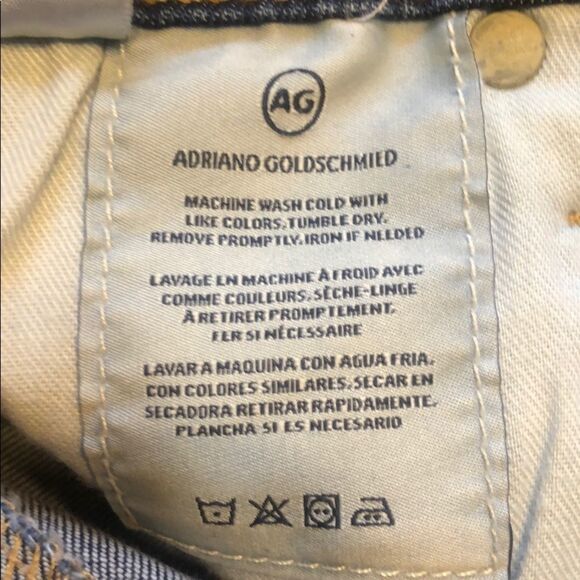 AG
ADRIANO GOLDSCHMIED
MACHINE WASH COLD WITH
LIKE COLORS, TUMBLE DRY.
REMOVE PROMPTLY. IRON IF NEEDED
LAVAGE EN MACHINE À FROID AVEC
COMME COULEURS. SÈCHE-LINGE
À RETIRER PROMPTEMENT.
FER SI NÉCESSAIRE
LAVAR A MAQUINA CON AGUA FRIA.
CON COLORES SIMILARES. SECAR EN
SECADORA RETIRAR RAPIDAMENTE.
PLANCHA SI ES NECESARIO